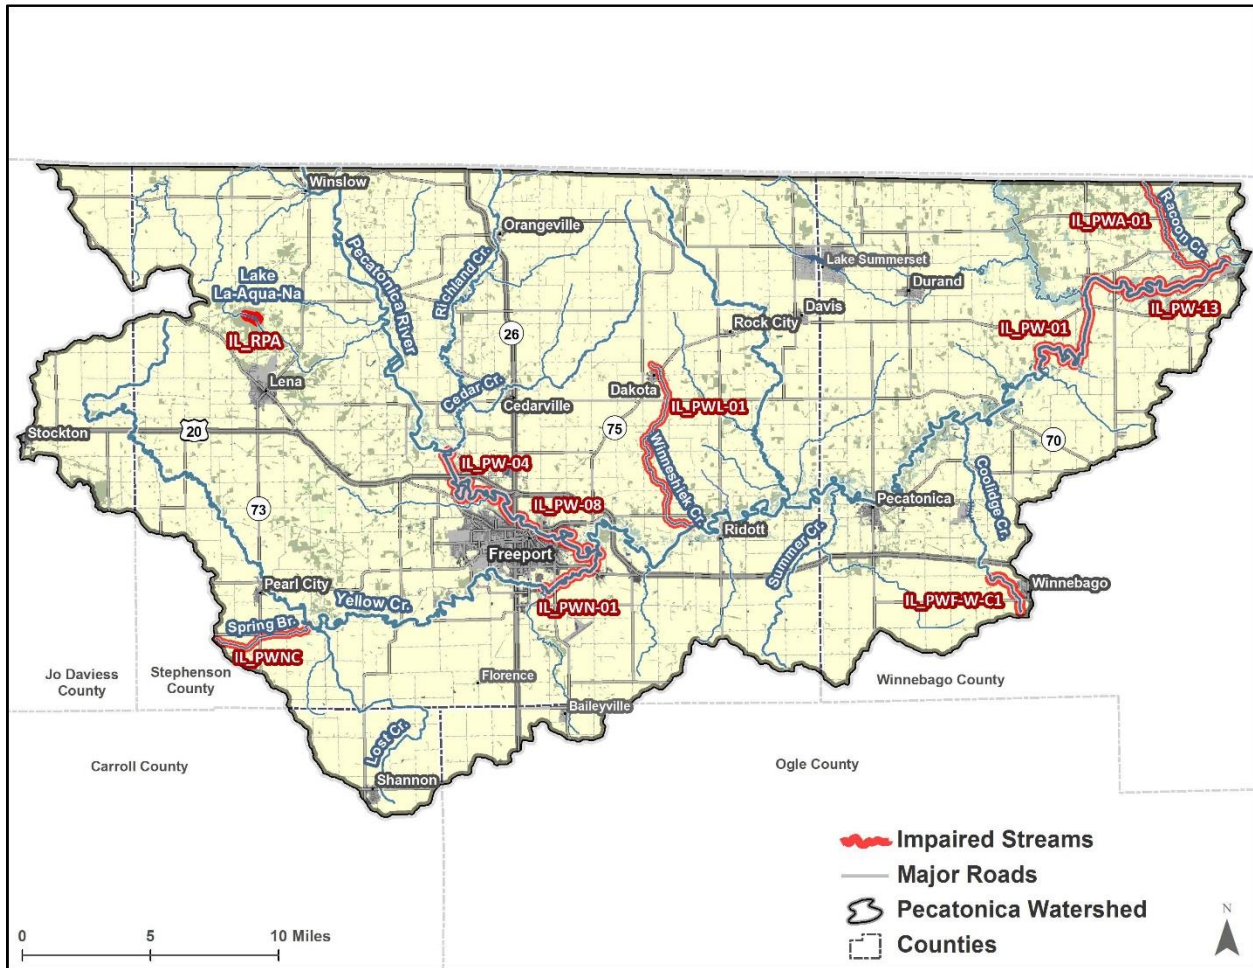 Winslow
Orangeville
Racoon Cr.
IL_PWA-01
Pecatonica River
Richland Cr.
Lake
La-Aqua-Na
Lake Summerset
Durand
IL_PW-13
IL_RPA
26
Davis
Rock City
IL_PW-01
Lena
Cedar Cr.
Cedarville
Dakota
IL_PWL-01
Stockton
20
75
70
IL_PW-04
Winneshiek Cr.
73
IL_PW-08
Pecatonica
Coolidge Cr.
Freeport
Ridott
Summer Cr.
Pearl City
Yellow Cr.
IL_PWN-01
Winnebago
IL_PWF-W-C1
Spring Br.
IL_PWNC
Jo Daviess
County
Stephenson
County
Florence
Winnebago County
Baileyville
Lost Cr.
Carroll County
Ogle County
Shannon
Impaired Streams
Major Roads
Pecatonica Watershed
Counties
N
0 5 10 Miles